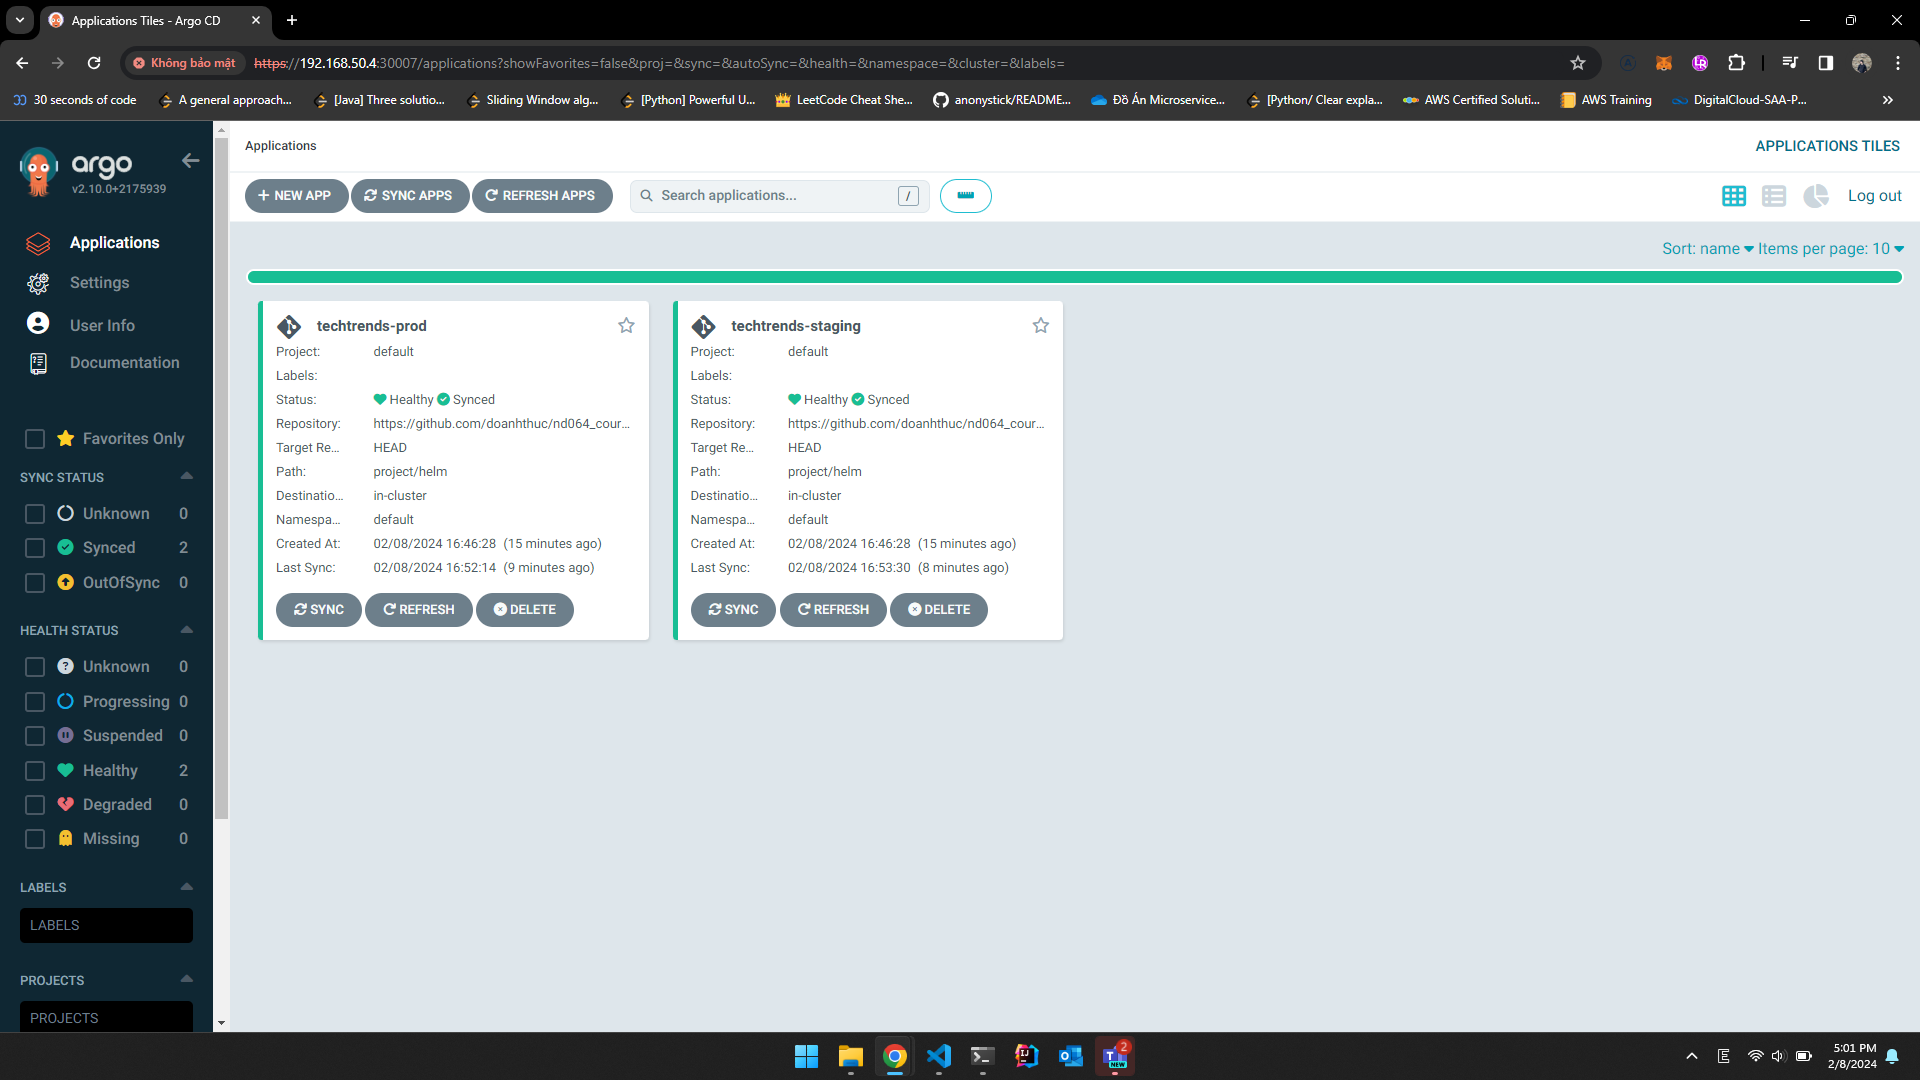 Applications Tiles - Argo CD
Không bảo mật
https://192.168.50.4:30007/applications?showFavorites=false&proj=&sync=&autoSync=&health=&namespace=&cluster=&labels=
30 seconds of code
A general approach...
[Java] Three solutio...
Sliding Window alg...
[Python] Powerful U...
LeetCode Cheat She...
anonystick/README...
Đồ Án Microservice...
[Python/ Clear expla...
AWS Certified Soluti...
AWS Training
DigitalCloud-SAA-P...
argo
v2.10.0+2175939
Applications
Settings
User Info
Documentation
Favorites Only
SYNC STATUS
Unknown 0
Synced 2
OutOfSync 0
HEALTH STATUS
Unknown 0
Progressing 0
Suspended 0
Healthy 2
Degraded 0
Missing 0
LABELS
LABELS
PROJECTS
PROJECTS
Applications
APPLICATIONS TILES
NEW APP
SYNC APPS
REFRESH APPS
Search applications... /
Log out
Sort: name Items per page: 10
techtrends-prod
Project: default
Labels:
Status: Healthy Synced
Repository: https://github.com/doanhthuc/nd064_cour...
Target Re... HEAD
Path: project/helm
Destinatio... in-cluster
Namespa... default
Created At: 02/08/2024 16:46:28 (15 minutes ago)
Last Sync: 02/08/2024 16:52:14 (9 minutes ago)
SYNC REFRESH DELETE
techtrends-staging
Project: default
Labels:
Status: Healthy Synced
Repository: https://github.com/doanhthuc/nd064_cour...
Target Re... HEAD
Path: project/helm
Destinatio... in-cluster
Namespa... default
Created At: 02/08/2024 16:46:28 (15 minutes ago)
Last Sync: 02/08/2024 16:53:30 (8 minutes ago)
SYNC REFRESH DELETE
2
NEW
E
5:01 PM
2/8/2024